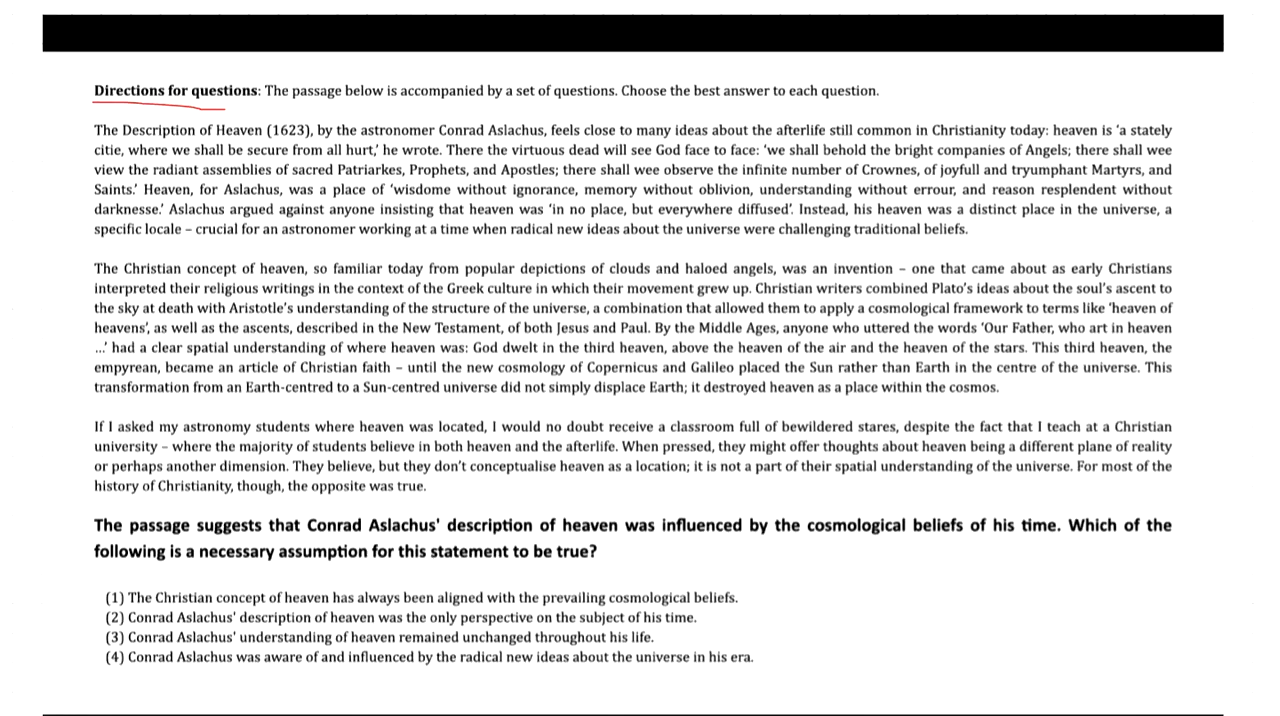 Directions for questions: The passage below is accompanied by a set of questions. Choose the best answer to each question.
The Description of Heaven (1623), by the astronomer Conrad Aslachus, feels close to many ideas about the afterlife still common in Christianity today: heaven is ‘a stately
citie, where we shall be secure from all hurt,’ he wrote. There the virtuous dead will see God face to face: ‘we shall behold the bright companies of Angels; there shall wee
view the radiant assemblies of sacred Patriarkes, Prophets, and Apostles; there shall wee observe the infinite number of Crownes, of joyfull and tryumphant Martyrs, and
Saints.’ Heaven, for Aslachus, was a place of ‘wisdome without ignorance, memory without oblivion, understanding without errour, and reason resplendent without
darknesse.’ Aslachus argued against anyone insisting that heaven was ‘in no place, but everywhere diffused’. Instead, his heaven was a distinct place in the universe, a
specific locale – crucial for an astronomer working at a time when radical new ideas about the universe were challenging traditional beliefs.
The Christian concept of heaven, so familiar today from popular depictions of clouds and haloed angels, was an invention – one that came about as early Christians
interpreted their religious writings in the context of the Greek culture in which their movement grew up. Christian writers combined Plato’s ideas about the soul’s ascent to
the sky at death with Aristotle’s understanding of the structure of the universe, a combination that allowed them to apply a cosmological framework to terms like ‘heaven of
heavens’, as well as the ascents, described in the New Testament, of both Jesus and Paul. By the Middle Ages, anyone who uttered the words ‘Our Father, who art in heaven
…’ had a clear spatial understanding of where heaven was: God dwelt in the third heaven, above the heaven of the air and the heaven of the stars. This third heaven, the
empyrean, became an article of Christian faith – until the new cosmology of Copernicus and Galileo placed the Sun rather than Earth in the centre of the universe. This
transformation from an Earth-centred to a Sun-centred universe did not simply displace Earth; it destroyed heaven as a place within the cosmos.
If I asked my astronomy students where heaven was located, I would no doubt receive a classroom full of bewildered stares, despite the fact that I teach at a Christian
university – where the majority of students believe in both heaven and the afterlife. When pressed, they might offer thoughts about heaven being a different plane of reality
or perhaps another dimension. They believe, but they don’t conceptualise heaven as a location; it is not a part of their spatial understanding of the universe. For most of the
history of Christianity, though, the opposite was true.
The passage suggests that Conrad Aslachus' description of heaven was influenced by the cosmological beliefs of his time. Which of the
following is a necessary assumption for this statement to be true?
(1) The Christian concept of heaven has always been aligned with the prevailing cosmological beliefs.
(2) Conrad Aslachus' description of heaven was the only perspective on the subject of his time.
(3) Conrad Aslachus' understanding of heaven remained unchanged throughout his life.
(4) Conrad Aslachus was aware of and influenced by the radical new ideas about the universe in his era.